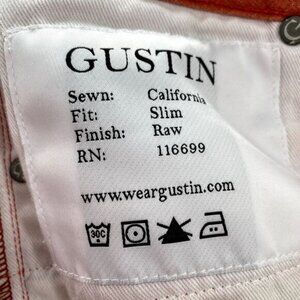 GUSTIN
Sewn: California
Fit: Slim
Finish: Raw
RN: 116699
www.weargustin.com
30C